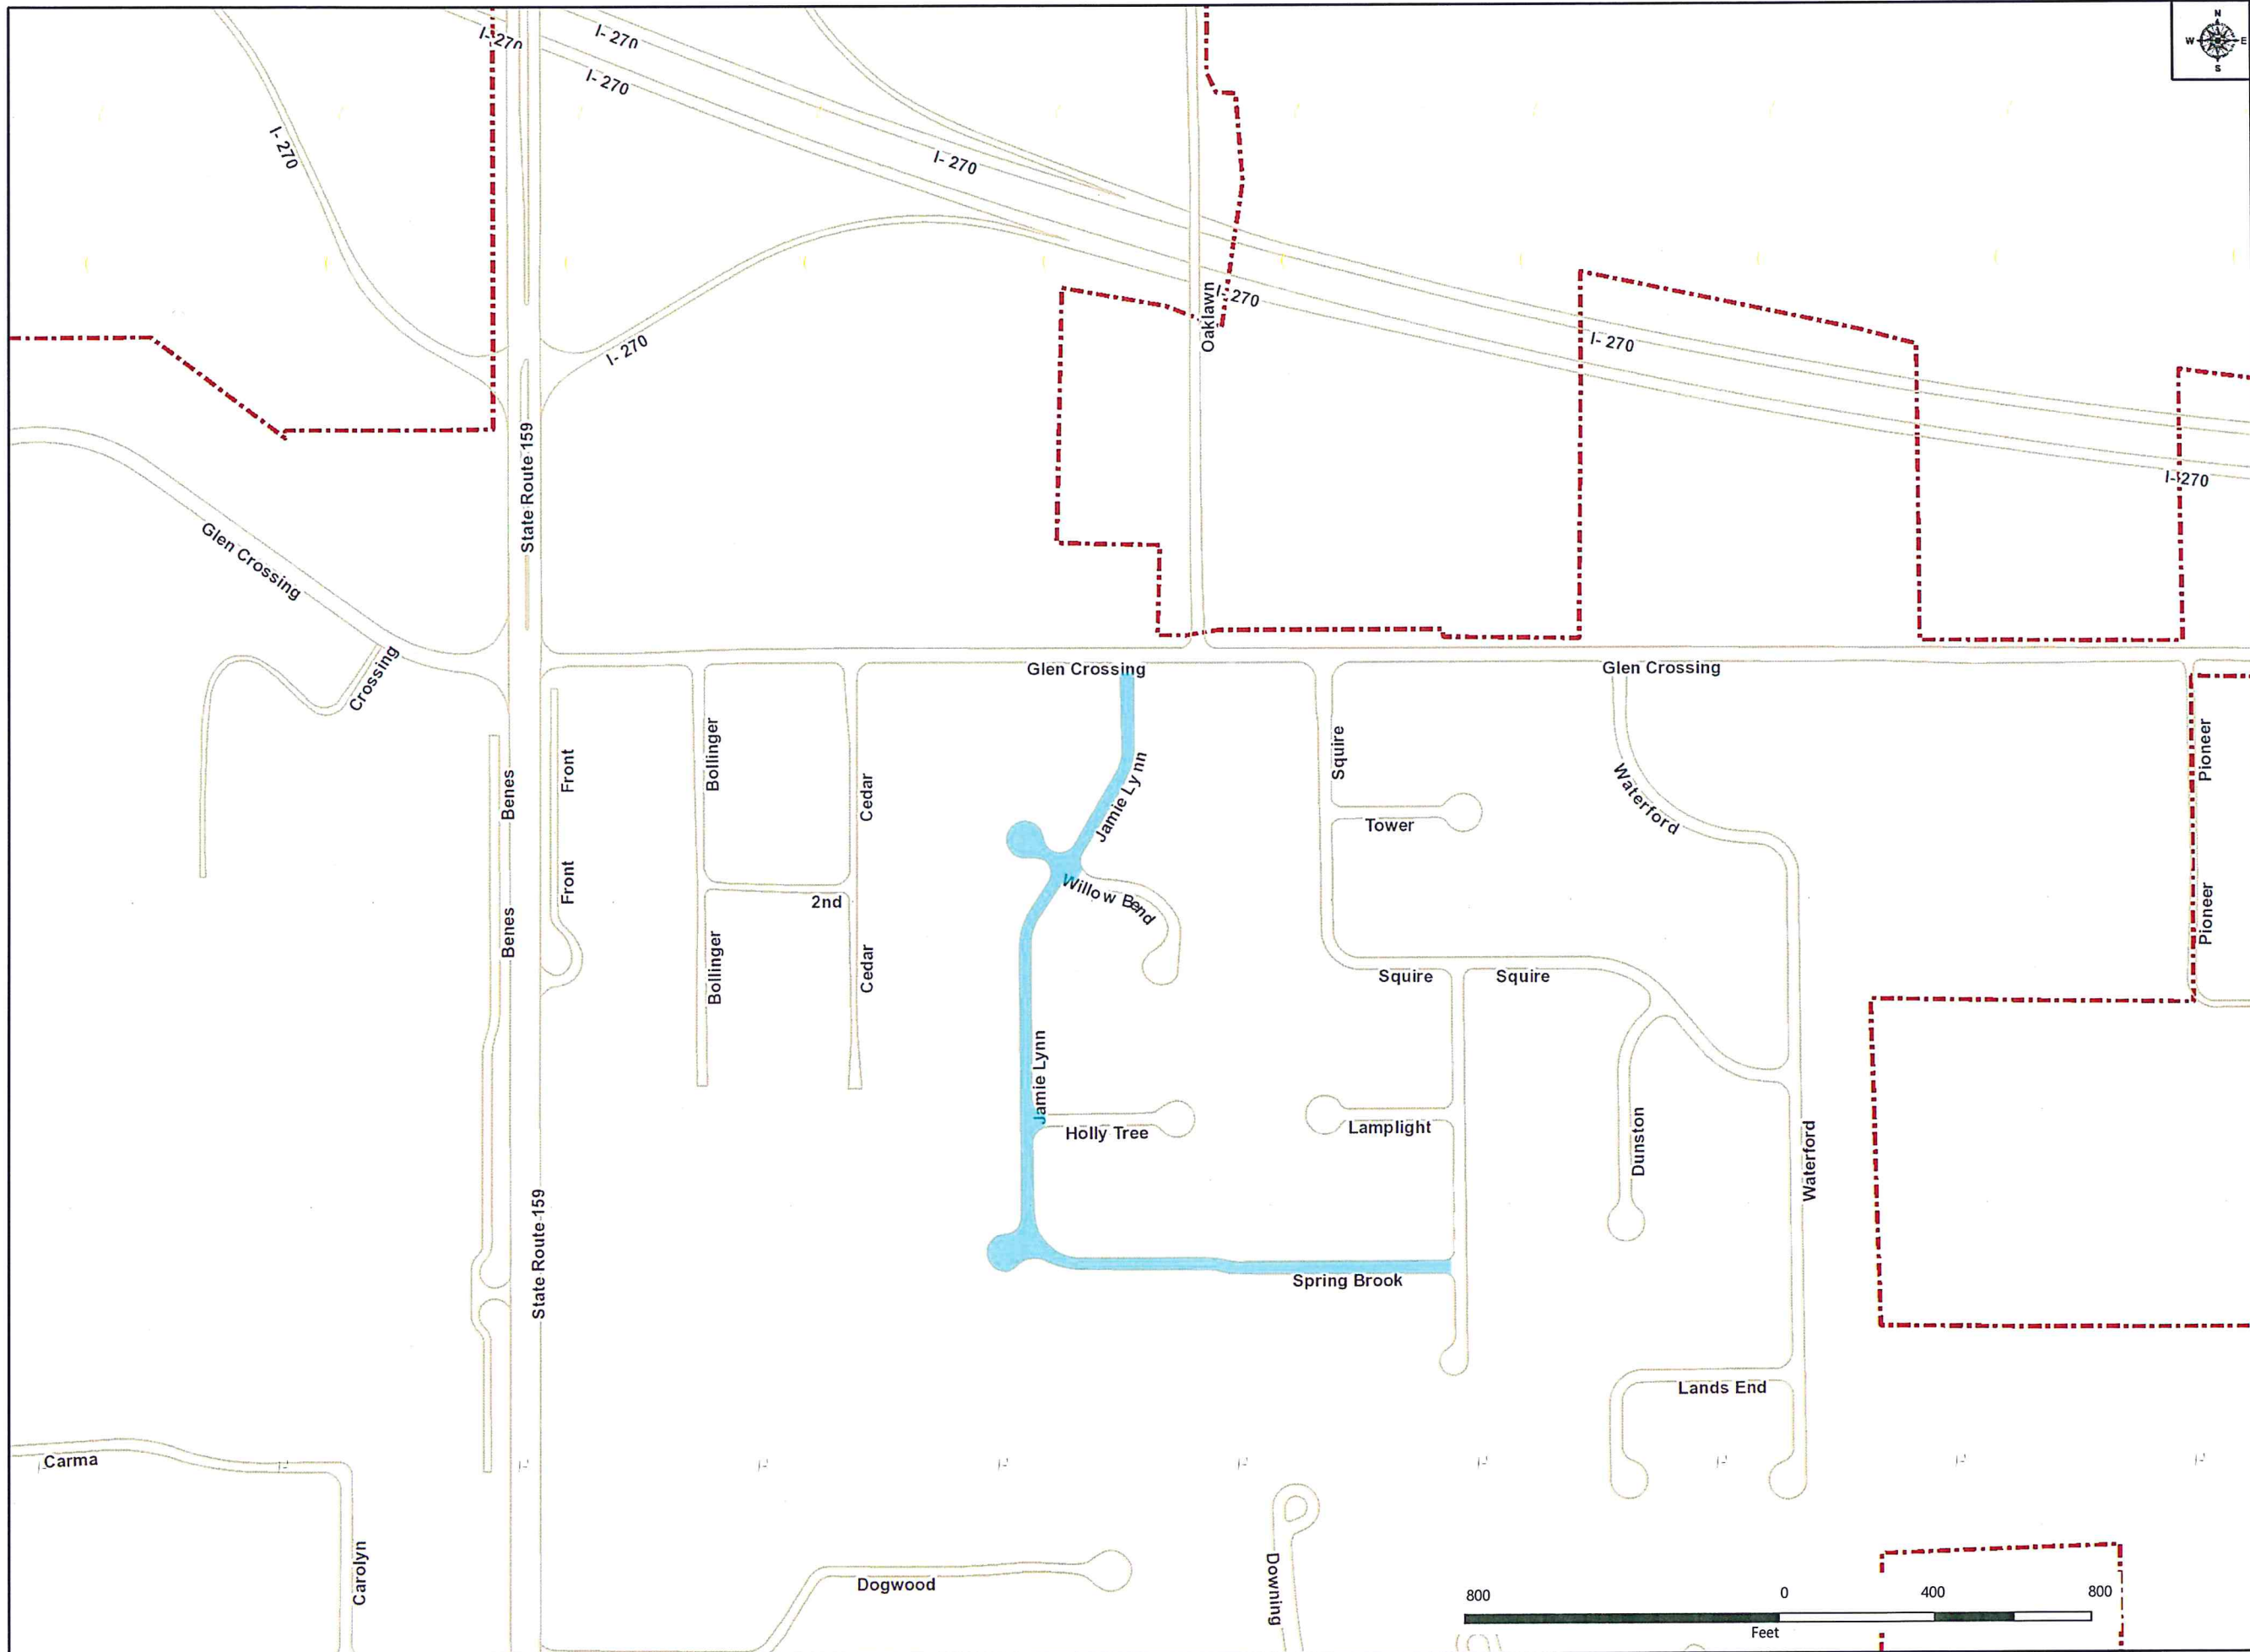 N
W E
S
I- 270
I- 270
I- 270
I- 270
I- 270
I- 270
Oaklawn
I- 270
I- 270
I- 270
State Route 159
Glen Crossing
Crossing
Glen Crossing
Glen Crossing
Benes
Front
Bollinger
Cedar
Jamie Lynn
Squire
Tower
Waterford
Pioneer
Benes
Front
Bollinger
2nd
Cedar
Willow Bend
Squire
Squire
Pioneer
Jamie Lynn
Holly Tree
Lamplight
Dunston
Waterford
State Route 159
Spring Brook
Lands End
Carma
Carolyn
Dogwood
Downing
800 0 400 800
Feet